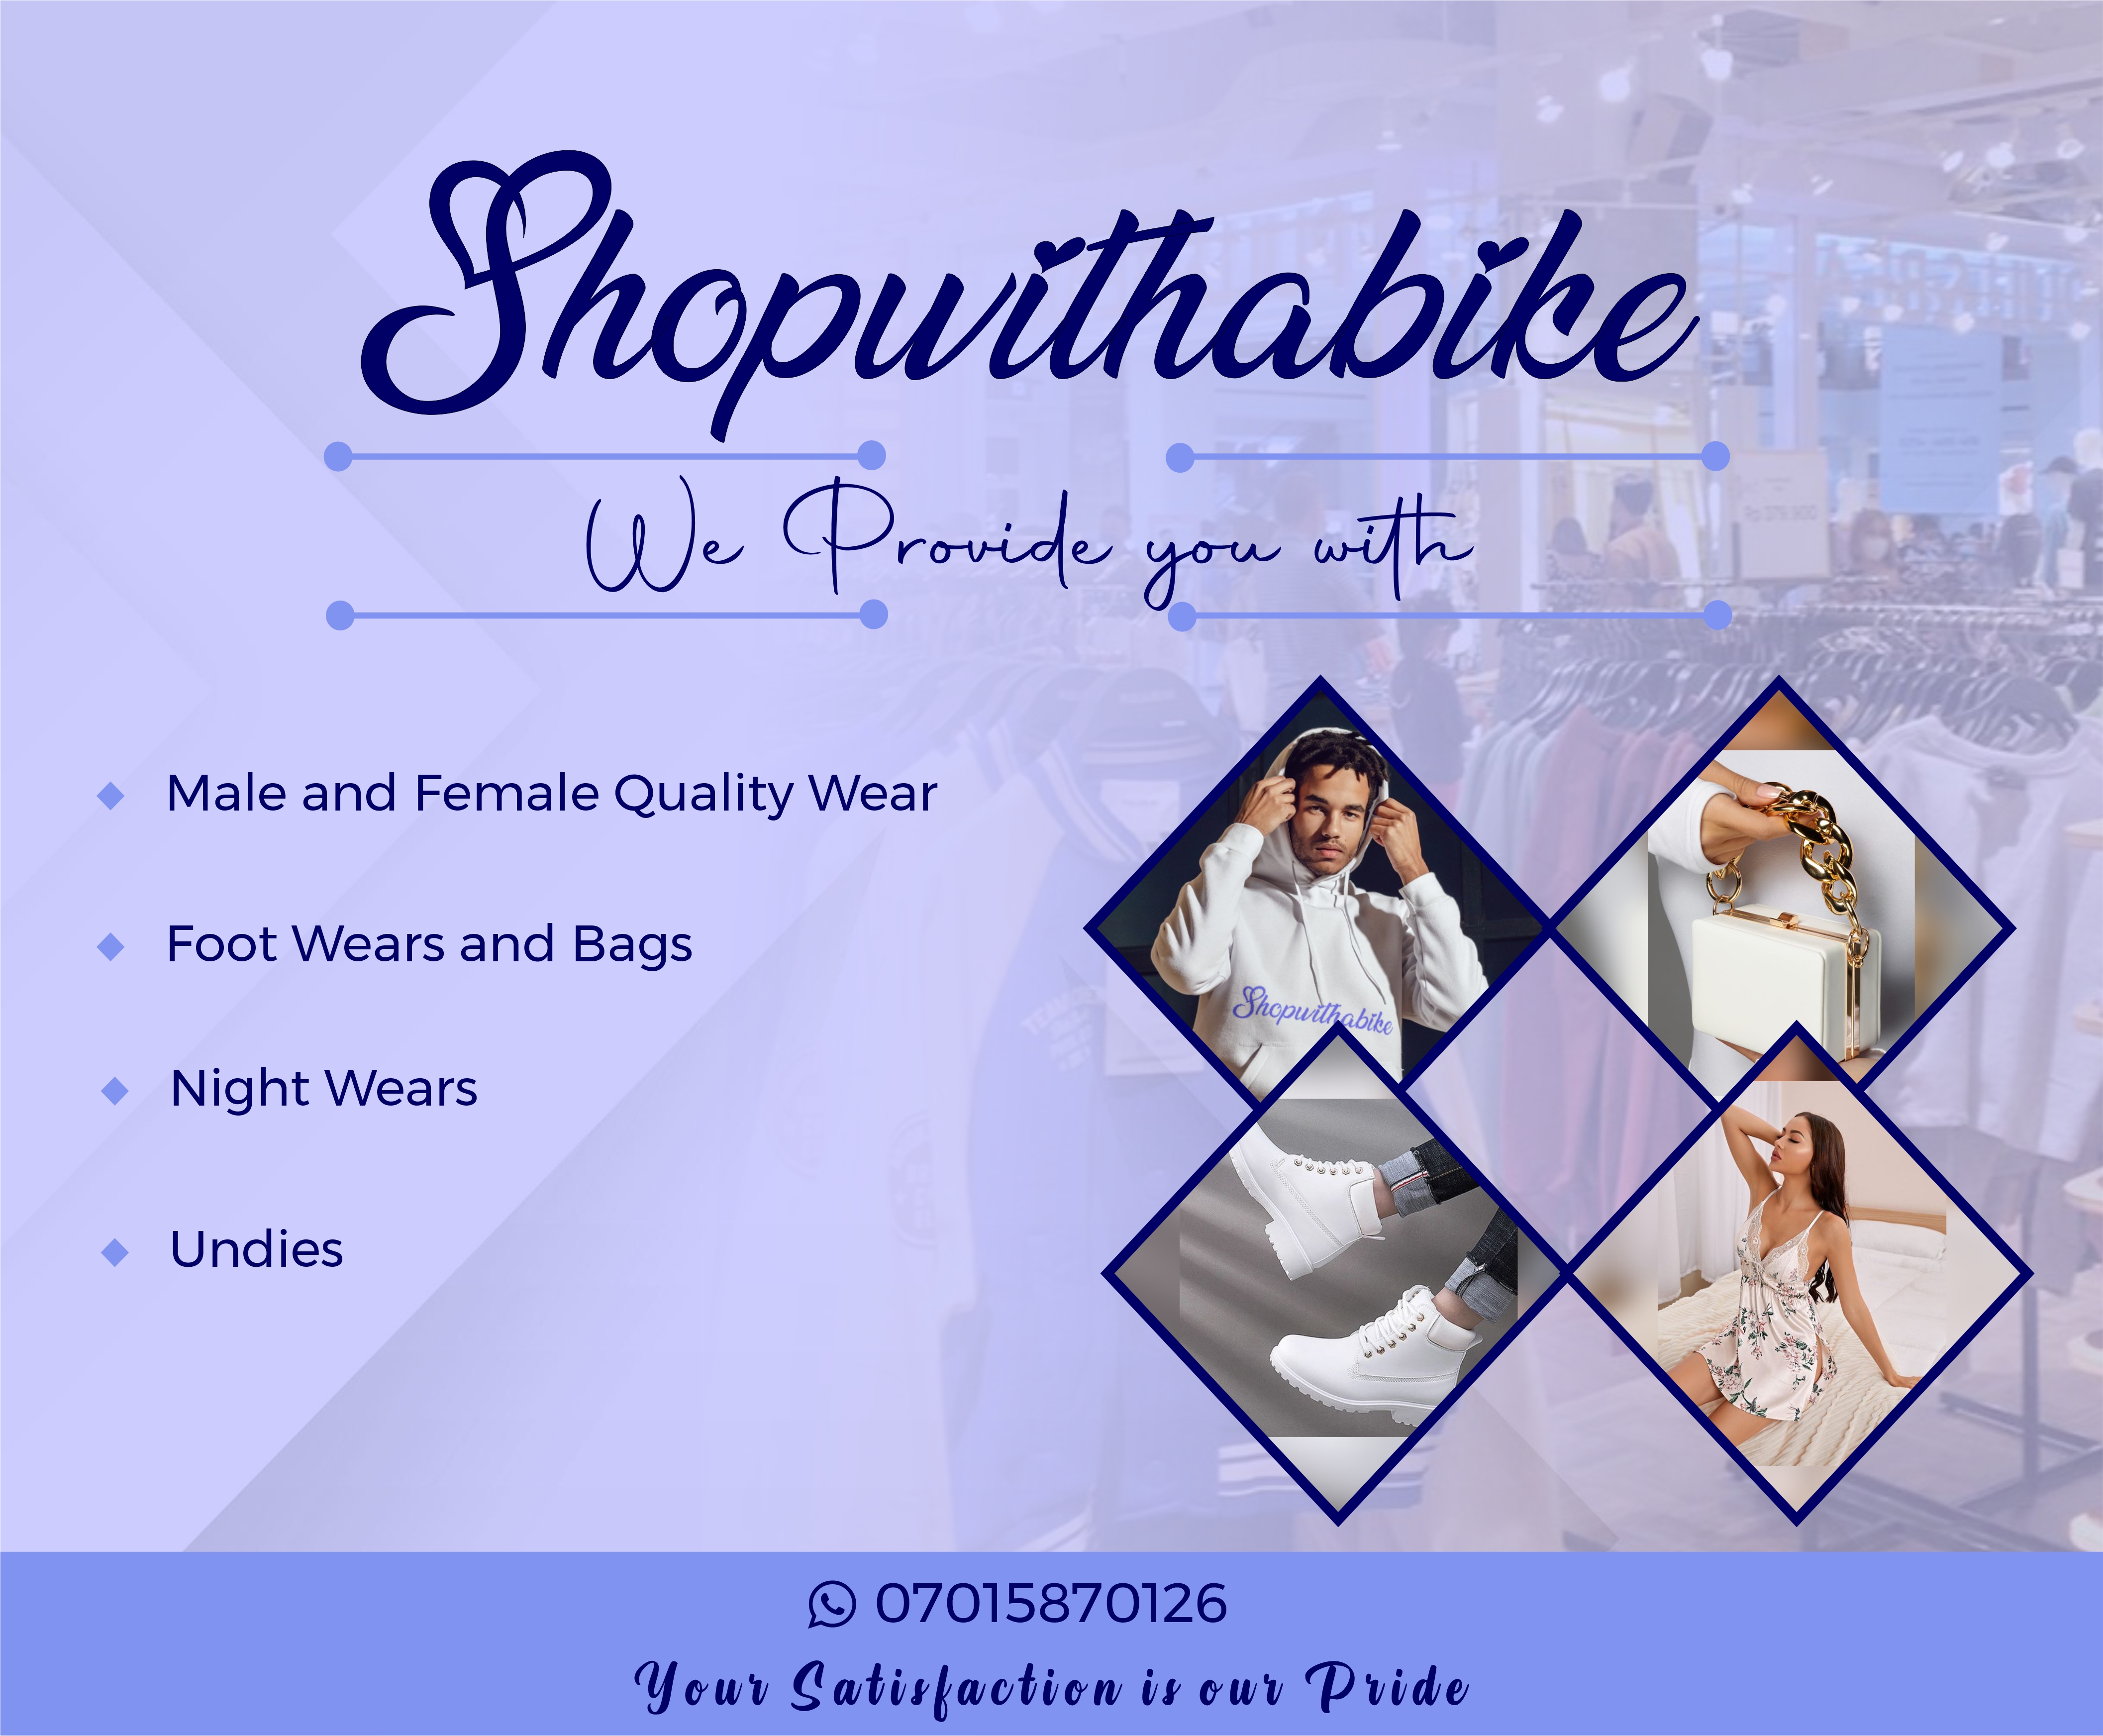 Shopwithabike
We Provide you with
Male and Female Quality Wear
Foot Wears and Bags
Night Wears
Undies
Shopwithabike
07015870126
Your Satisfaction is our Pride